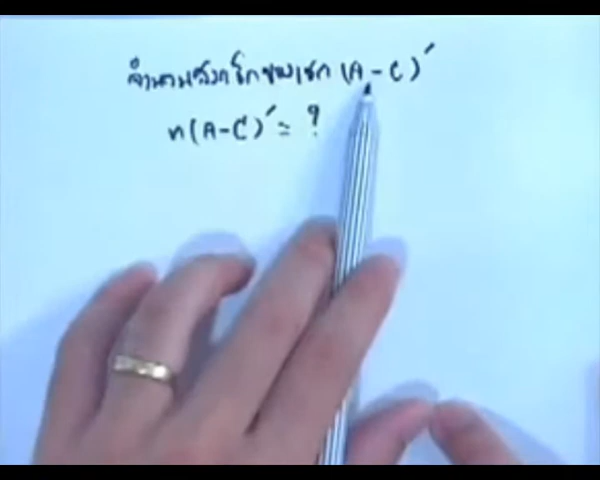 จำนวนสมาชิกของเซต (A - C)′
n(A-C)′ = ?